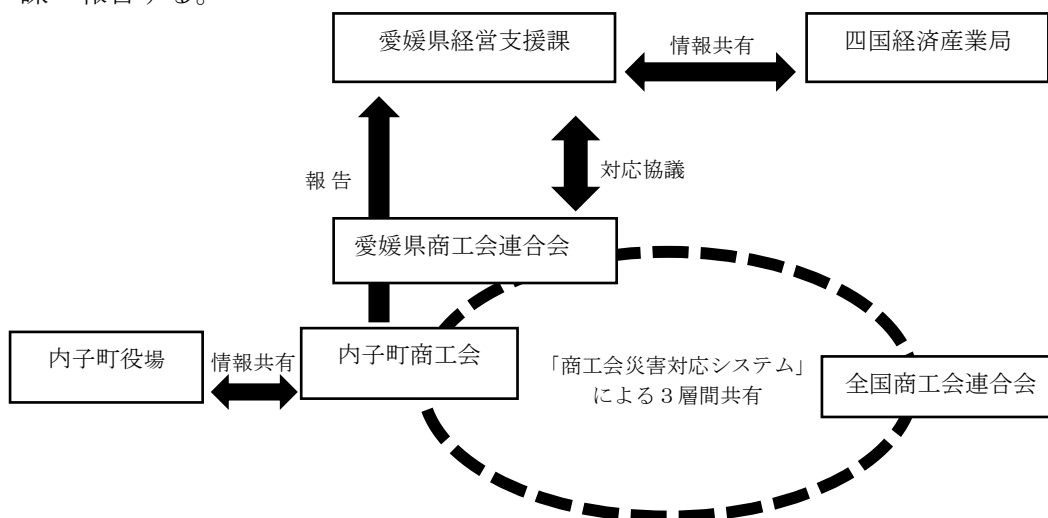 報告する。
愛媛県経営支援課
情報共有
四国経済産業局
対応協議
報 告
愛媛県商工会連合会
内子町役場
情報共有
内子町商工会
「商工会災害対応システム」
による３層間共有
全国商工会連合会